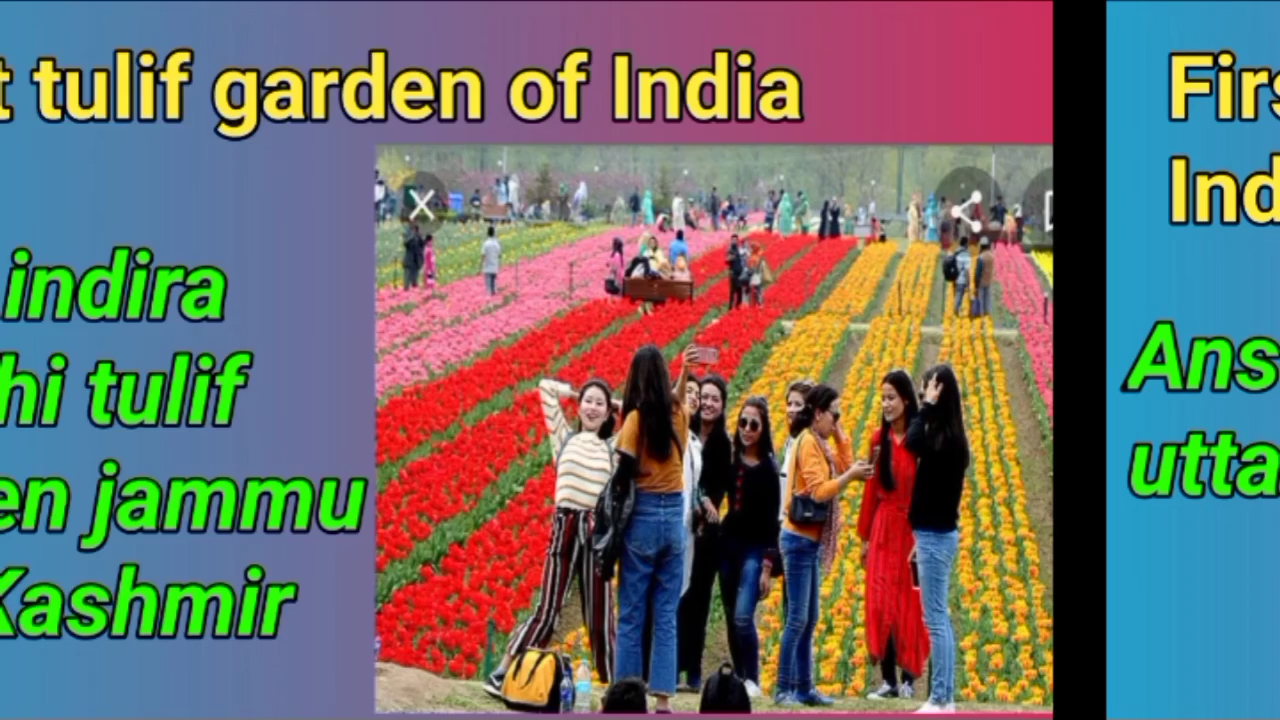 t tulif garden of India
indira
hi tulif
en jammu
Kashmir
Firs
Ind
Ans
utta